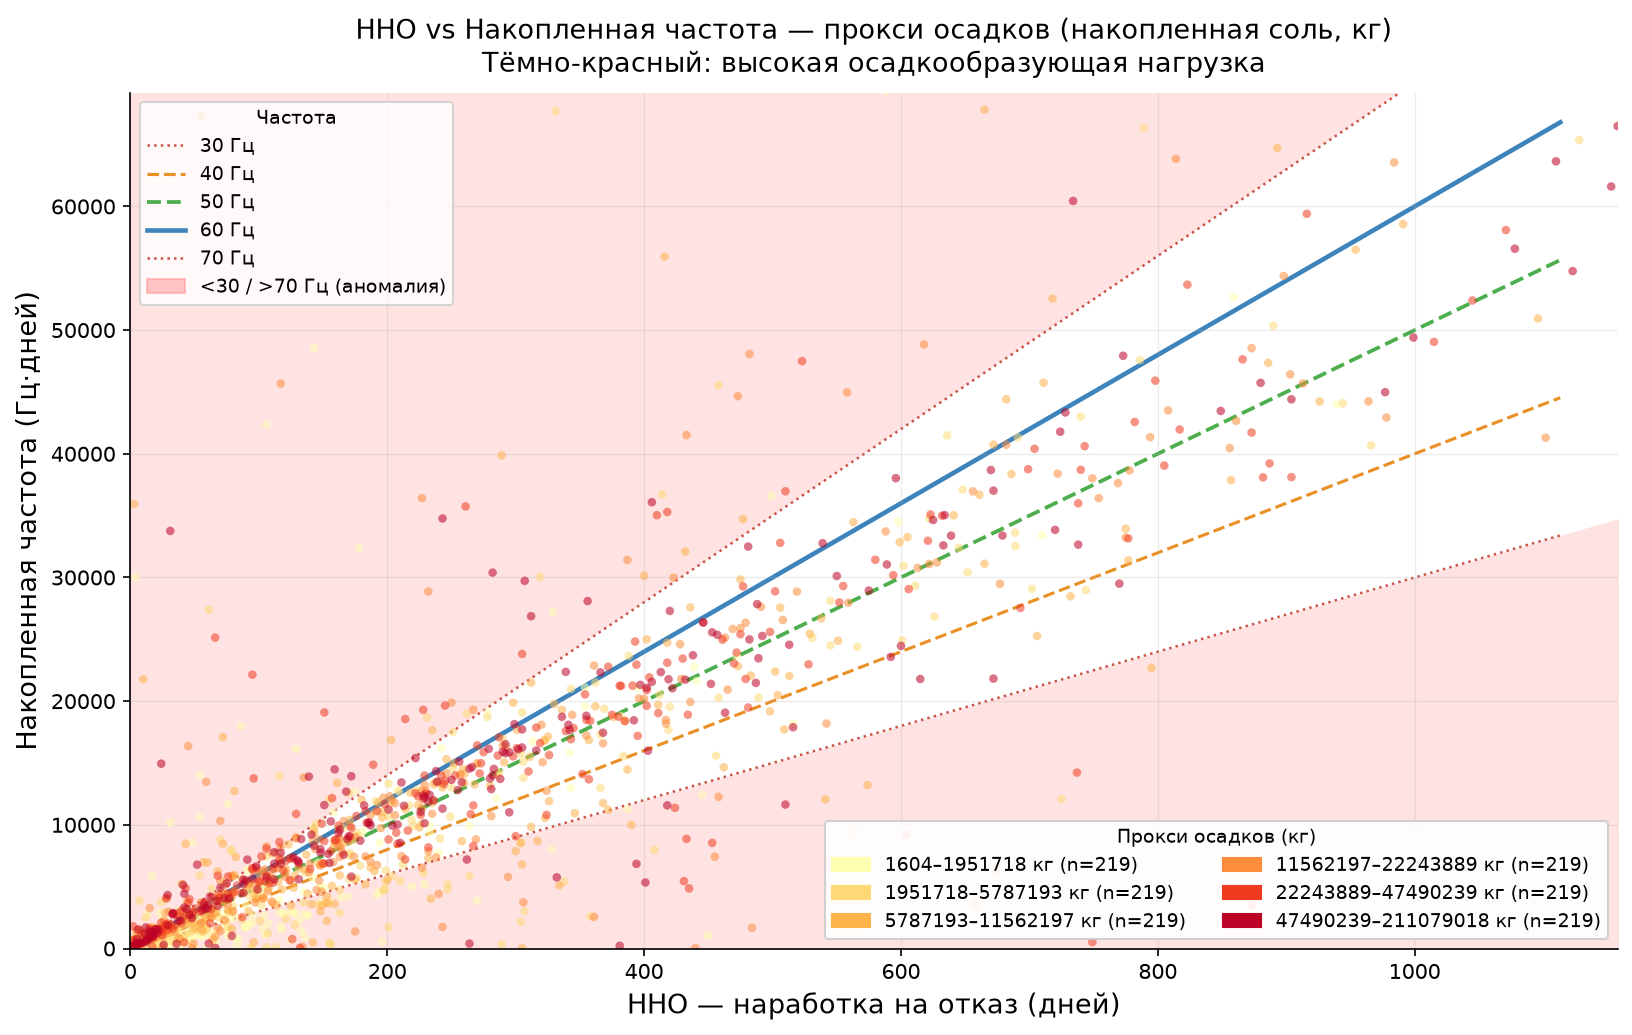 ННО vs Накопленная частота — прокси осадков (накопленная соль, кг)
Тёмно-красный: высокая осадкообразующая нагрузка
Накопленная частота (Гц·дней)
60000
50000
40000
30000
20000
10000
0
Частота
30 Гц
40 Гц
50 Гц
60 Гц
70 Гц
<30 / >70 Гц (аномалия)
Прокси осадков (кг)
1604–1951718 кг (n=219)
1951718–5787193 кг (n=219)
5787193–11562197 кг (n=219)
11562197–22243889 кг (n=219)
22243889–47490239 кг (n=219)
47490239–211079018 кг (n=219)
0 200 400 600 800 1000
ННО — наработка на отказ (дней)